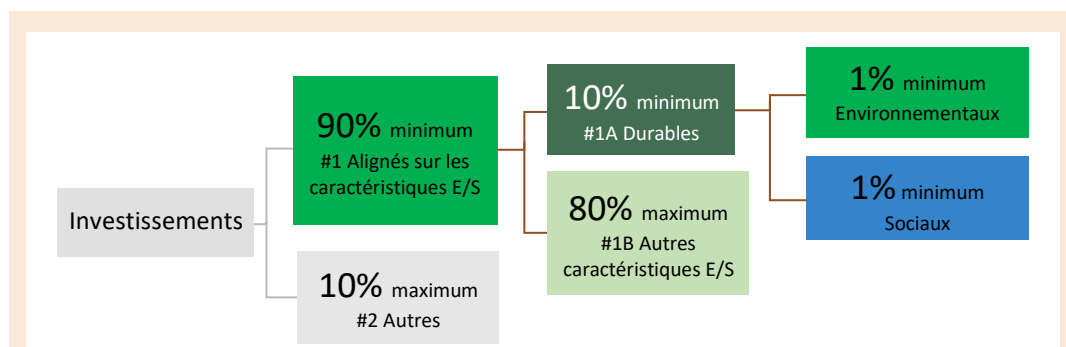 Investissements
90% minimum
#1 Alignés sur les
caractéristiques E/S
10% maximum
#2 Autres
10% minimum
#1A Durables
80% maximum
#1B Autres
caractéristiques E/S
1% minimum
Environnementaux
1% minimum
Sociaux